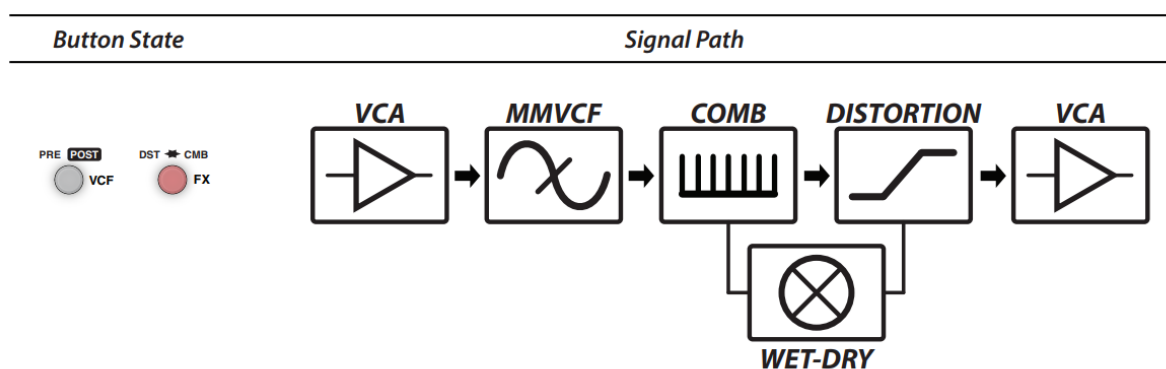 Button State Signal Path
VCA MMVCF COMB DISTORTION VCA
PRE POST DST CMB
VCF FX
WET-DRY